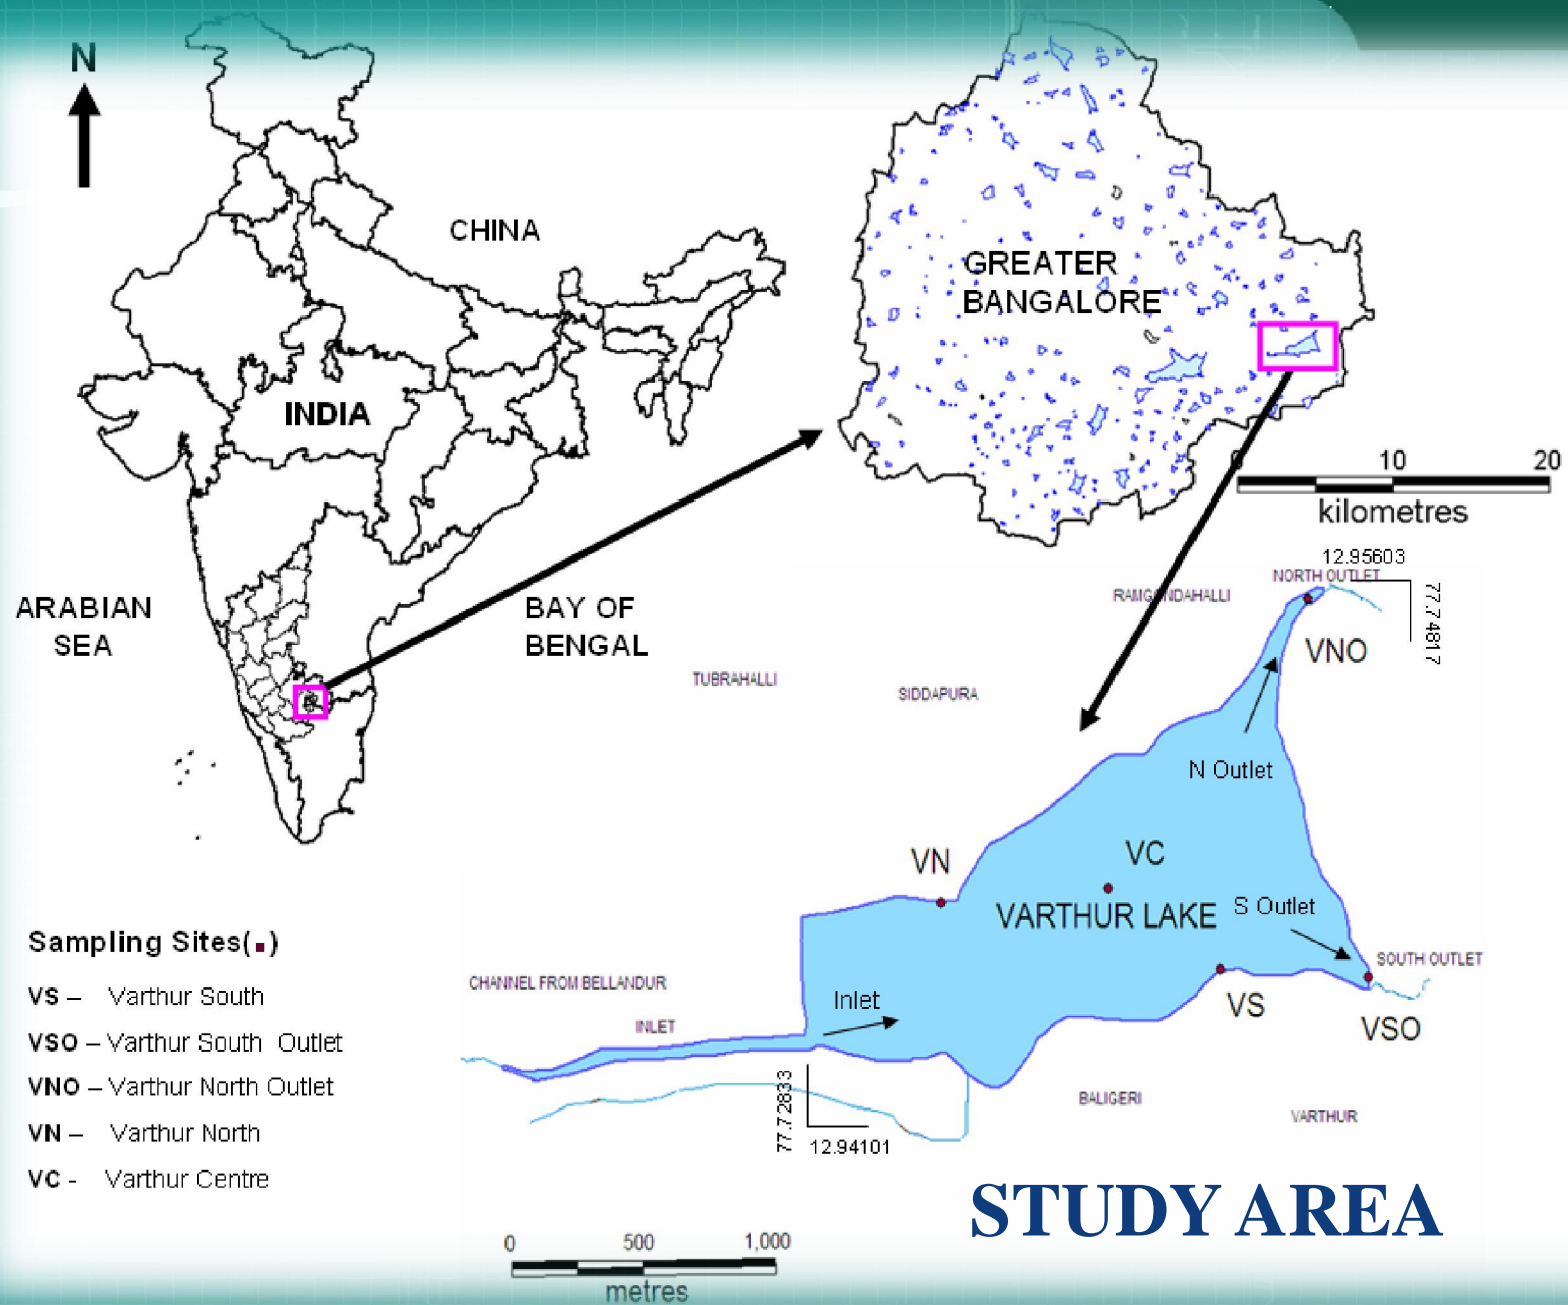 N
CHINA
INDIA
ARABIAN
SEA
BAY OF
BENGAL
GREATER
BANGALORE
0 10 20
kilometres
12.95603
77.74817
NORTH OUTLET
RAMGONDAHALLI
VNO
TUBRAHALLI
SIDDAPURA
N Outlet
VN
VC
VARTHUR LAKE
S Outlet
SOUTH OUTLET
CHANNEL FROM BELLANDUR
Inlet
INLET
VS
VSO
77.72833
12.94101
BALIGERI
VARTHUR
Sampling Sites(.)
VS – Varthur South
VSO – Varthur South Outlet
VNO – Varthur North Outlet
VN – Varthur North
VC - Varthur Centre
STUDY AREA
0 500 1,000
metres